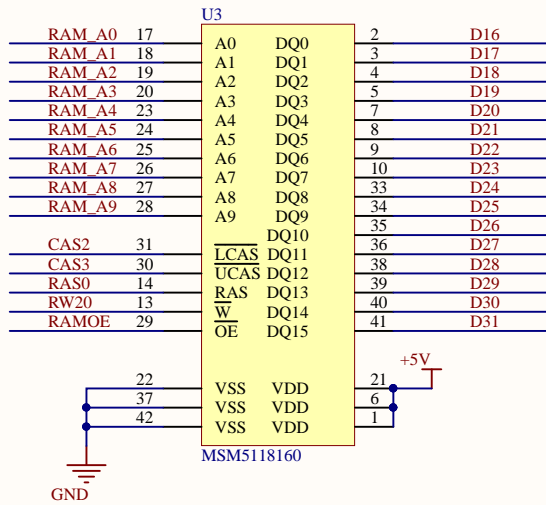 U3
RAM_A0 17 A0 DQ0 2 D16
RAM_A1 18 A1 DQ1 3 D17
RAM_A2 19 A2 DQ2 4 D18
RAM_A3 20 A3 DQ3 5 D19
RAM_A4 23 A4 DQ4 7 D20
RAM_A5 24 A5 DQ5 8 D21
RAM_A6 25 A6 DQ6 9 D22
RAM_A7 26 A7 DQ7 10 D23
RAM_A8 27 A8 DQ8 33 D24
RAM_A9 28 A9 DQ9 34 D25
DQ10 35 D26
CAS2 31 LCAS DQ11 36 D27
CAS3 30 UCAS DQ12 38 D28
RAS0 14 RAS DQ13 39 D29
RW20 13 W DQ14 40 D30
RAMOE 29 OE DQ15 41 D31
+5V
22 VSS VDD 21
37 VSS VDD 6
42 VSS VDD 1
MSM5118160
GND